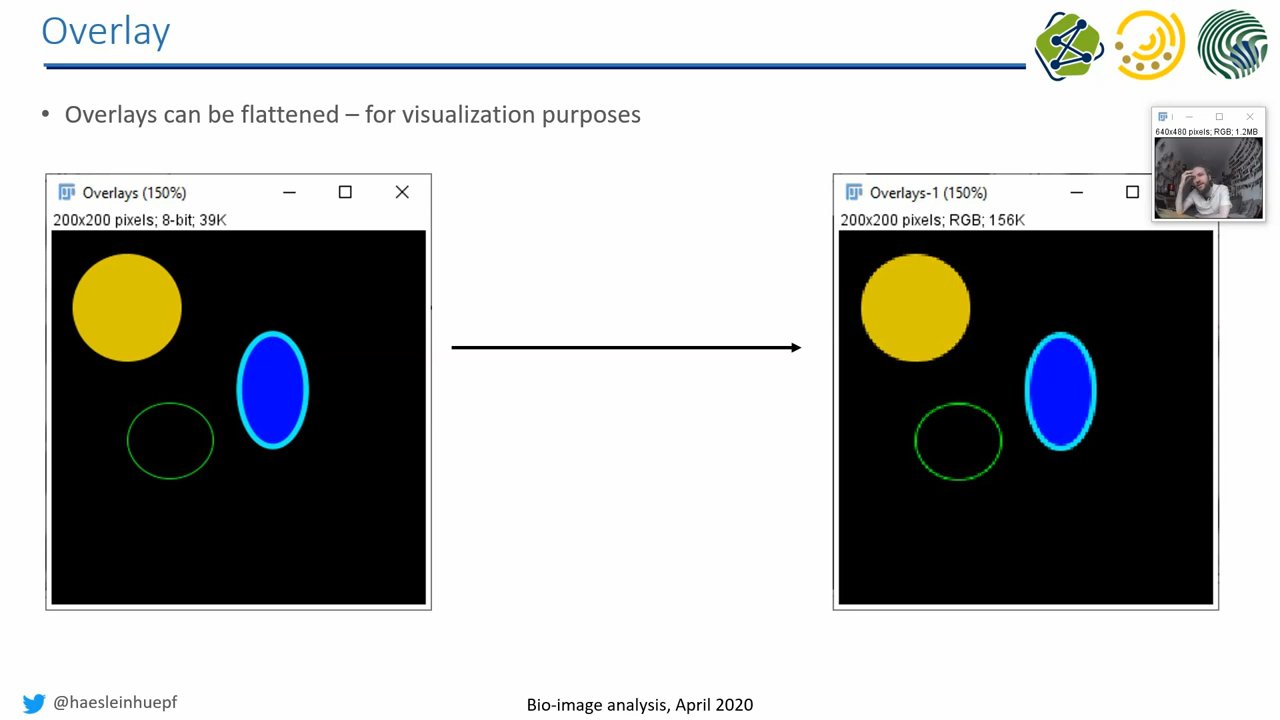 Overlay
• Overlays can be flattened – for visualization purposes
640x480 pixels; RGB; 1.2MB
Overlays (150%)
200x200 pixels; 8-bit; 39K
Overlays-1 (150%)
200x200 pixels; RGB; 156K
@haesleinhuepf
Bio-image analysis, April 2020